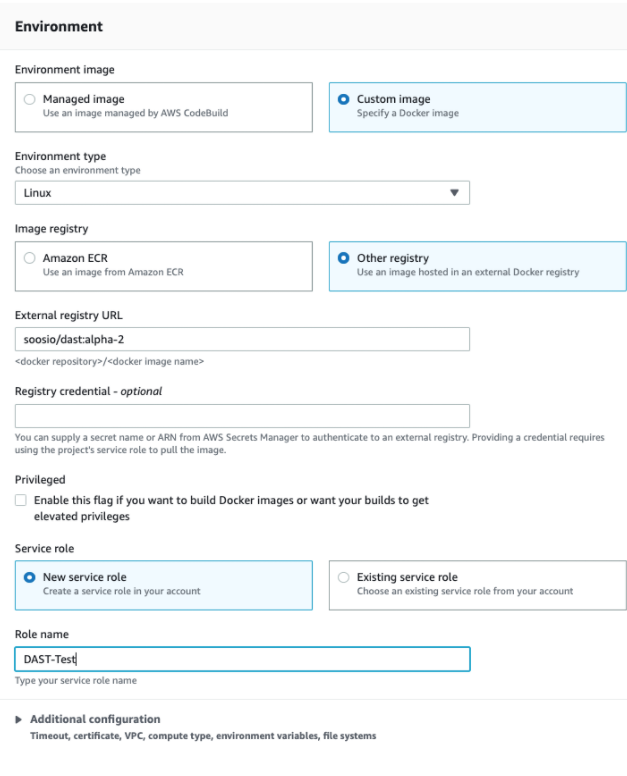 Environment
Environment image
Managed image
Use an image managed by AWS CodeBuild
Custom image
Specify a Docker image
Environment type
Choose an environment type
Linux
Image registry
Amazon ECR
Use an image from Amazon ECR
Other registry
Use an image hosted in an external Docker registry
External registry URL
soosio/dast:alpha-2
<docker repository>/<docker image name>
Registry credential - optional
You can supply a secret name or ARN from AWS Secrets Manager to authenticate to an external registry. Providing a credential requires
using the project's service role to pull the image.
Privileged
Enable this flag if you want to build Docker images or want your builds to get
elevated privileges
Service role
New service role
Create a service role in your account
Existing service role
Choose an existing service role from your account
Role name
DAST-Test
Type your service role name
Additional configuration
Timeout, certificate, VPC, compute type, environment variables, file systems